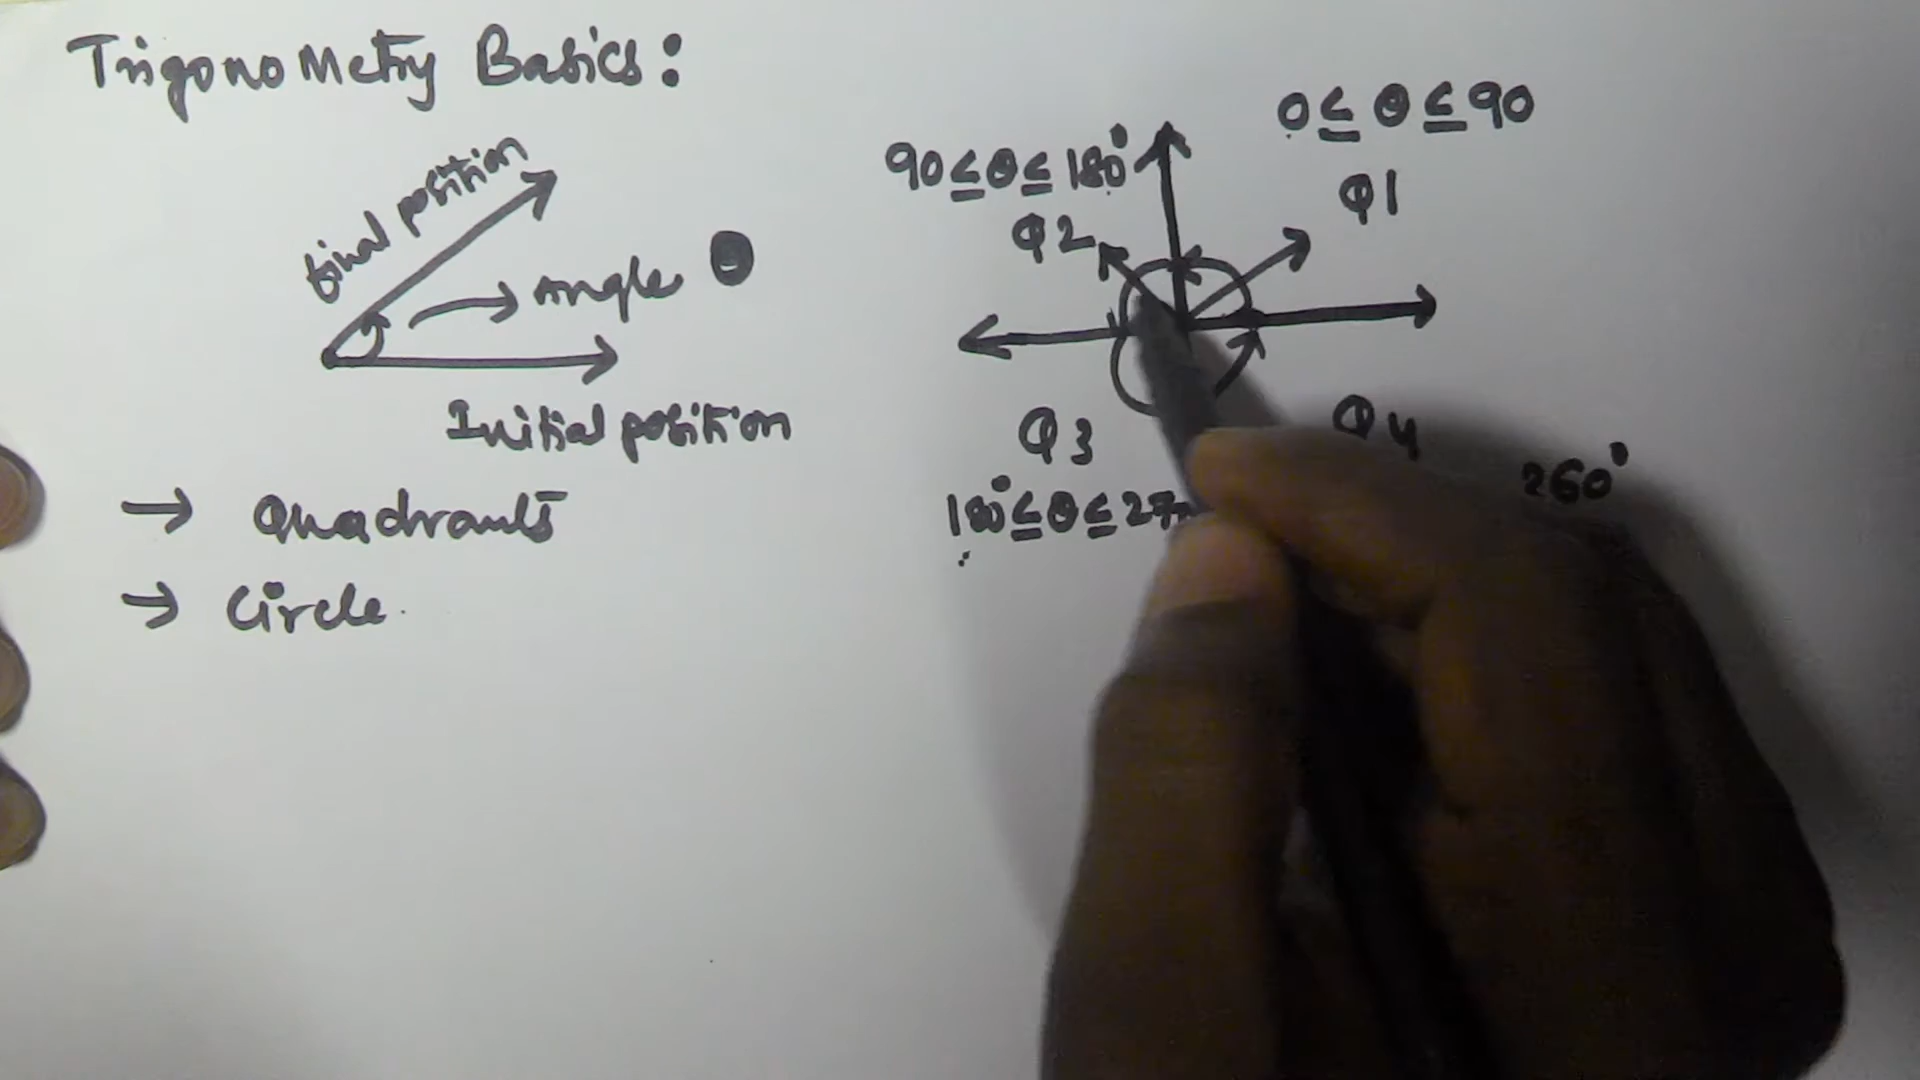 Trigonometry Basics:
final position
Angle θ
Initial position
→ Quadrants
→ Circle.
0 ≤ θ ≤ 90
Q1
90 ≤ θ ≤ 180°
Q2
Q3
180° ≤ θ ≤ 27
Q4
260°